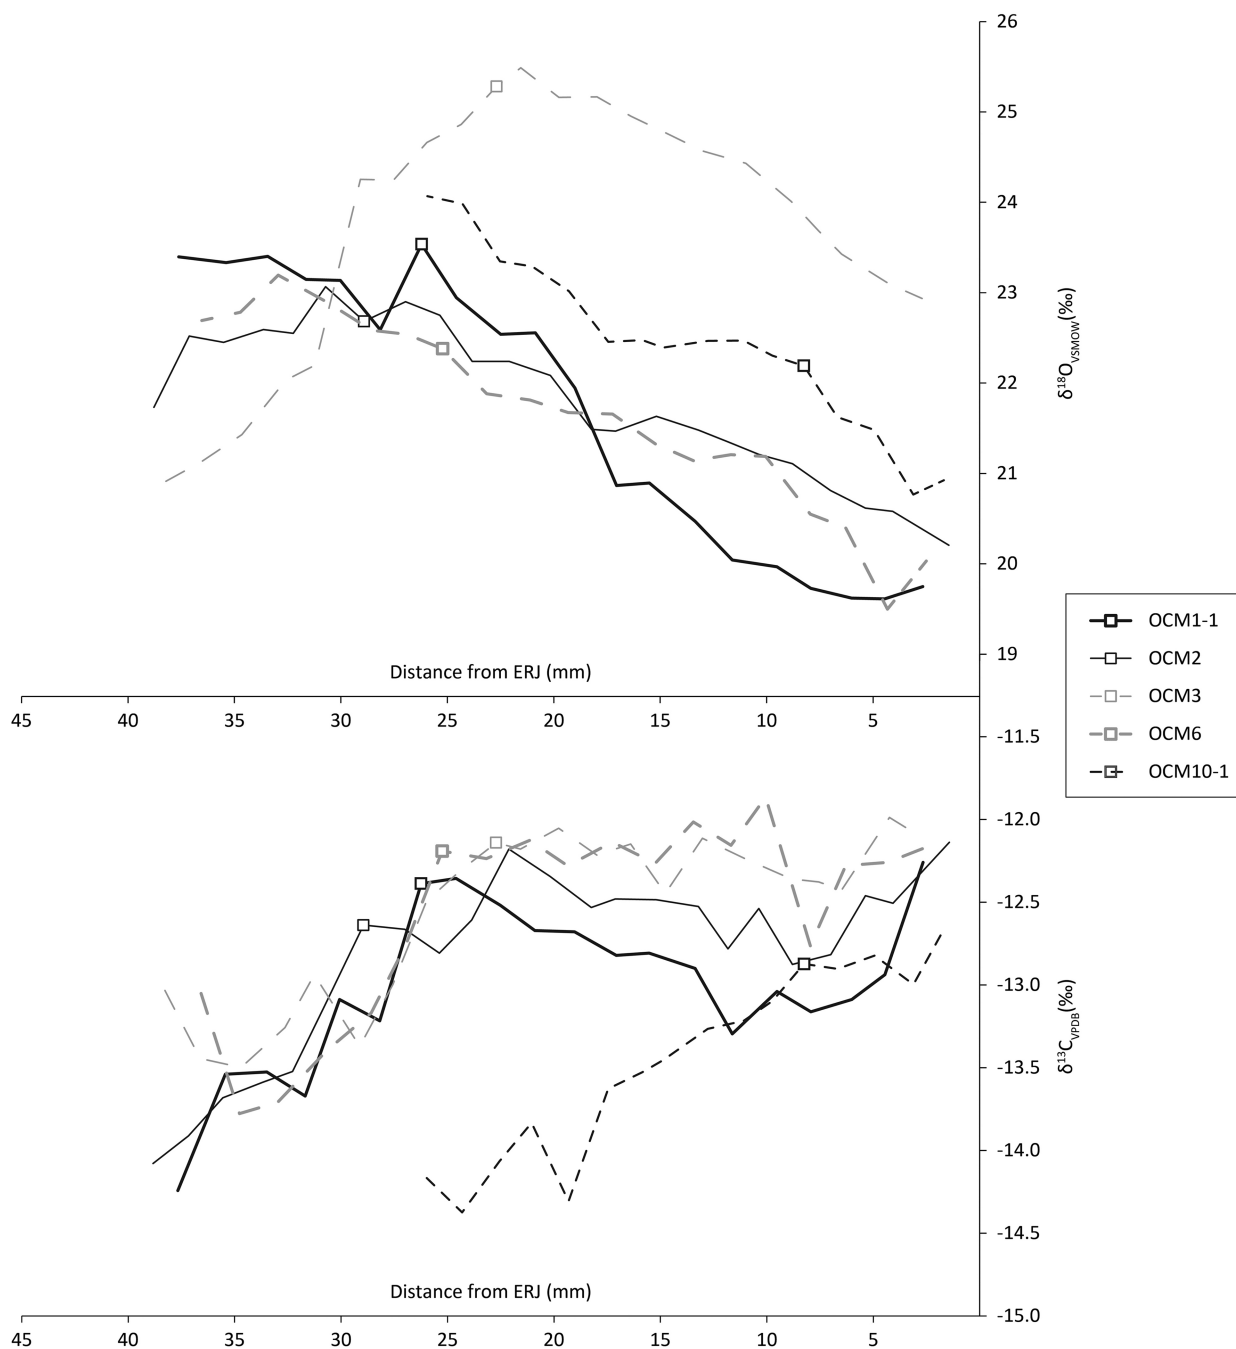 26
25
24
23
22
21
20
19
δ¹⁸O_VSMOW(‰)
Distance from ERJ (mm)
45 40 35 30 25 20 15 10 5
OCM1-1
OCM2
OCM3
OCM6
OCM10-1
-11.5
-12.0
-12.5
-13.0
-13.5
-14.0
-14.5
-15.0
δ¹³C_VPDB(‰)
Distance from ERJ (mm)
45 40 35 30 25 20 15 10 5